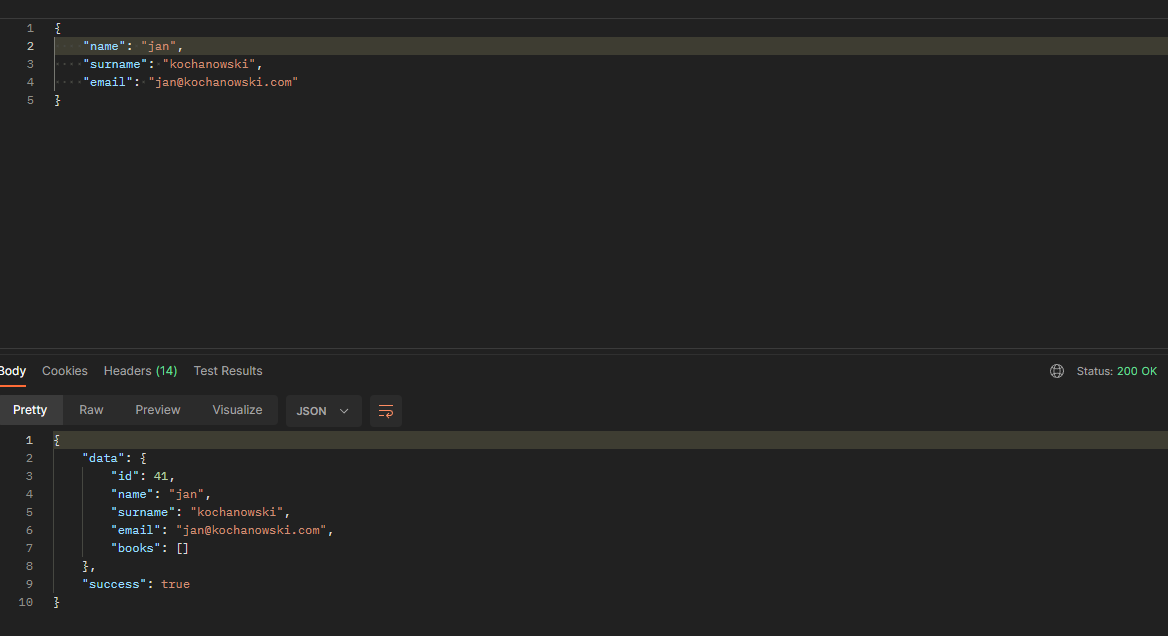 1 {
2 "name": "jan",
3 "surname": "kochanowski",
4 "email": "jan@kochanowski.com"
5 }
Body Cookies Headers (14) Test Results Status: 200 OK
Pretty Raw Preview Visualize JSON
1 {
2 "data": {
3 "id": 41,
4 "name": "jan",
5 "surname": "kochanowski",
6 "email": "jan@kochanowski.com",
7 "books": []
8 },
9 "success": true
10 }